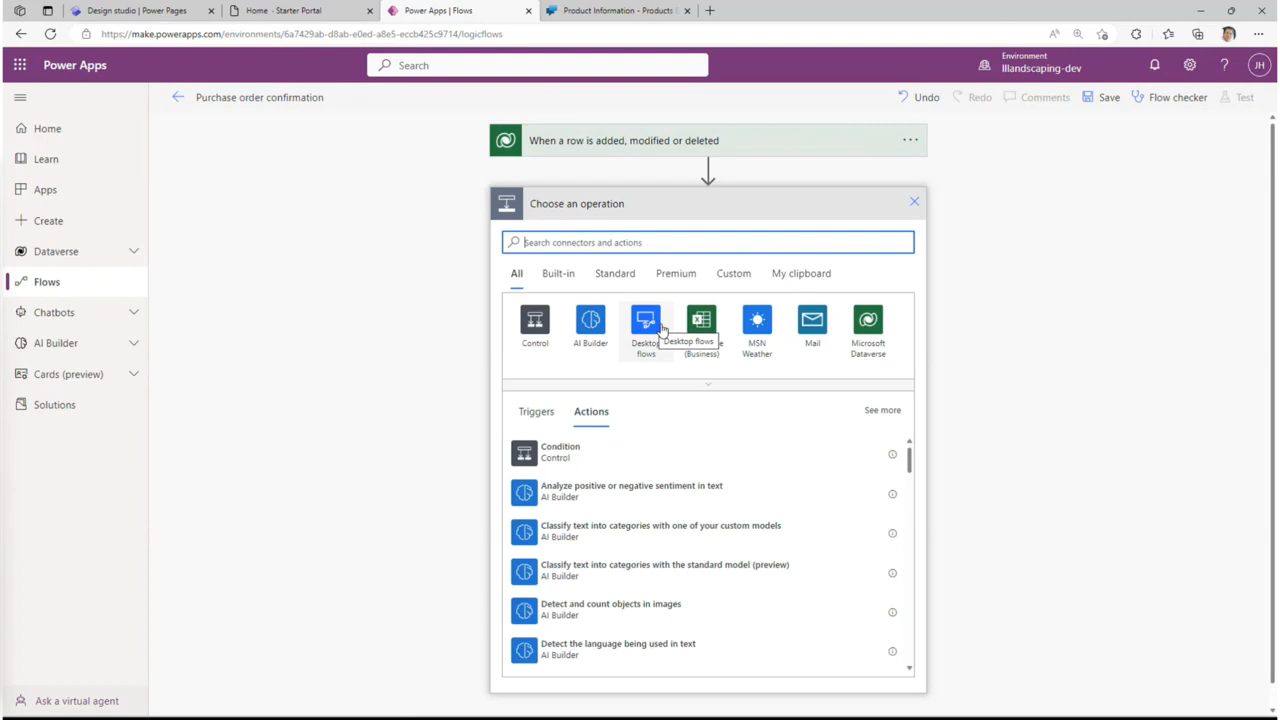 Design studio | Power Pages
Home - Starter Portal
Power Apps | Flows
Product Information - Products
https://make.powerapps.com/environments/6a7429ab-d8ab-e0ed-a8e5-eccb425c9714/logicflows
Power Apps
Search
Environment
lllandscaping-dev
JH
Purchase order confirmation
Undo
Redo
Comments
Save
Flow checker
Test
Home
Learn
Apps
Create
Dataverse
Flows
Chatbots
AI Builder
Cards (preview)
Solutions
Ask a virtual agent
When a row is added, modified or deleted
Choose an operation
Search connectors and actions
All
Built-in
Standard
Premium
Custom
My clipboard
Control
AI Builder
Desktop
flows
Desktop flows
(Business)
MSN
Weather
Mail
Microsoft
Dataverse
Triggers
Actions
See more
Condition
Control
Analyze positive or negative sentiment in text
AI Builder
Classify text into categories with one of your custom models
AI Builder
Classify text into categories with the standard model (preview)
AI Builder
Detect and count objects in images
AI Builder
Detect the language being used in text
AI Builder